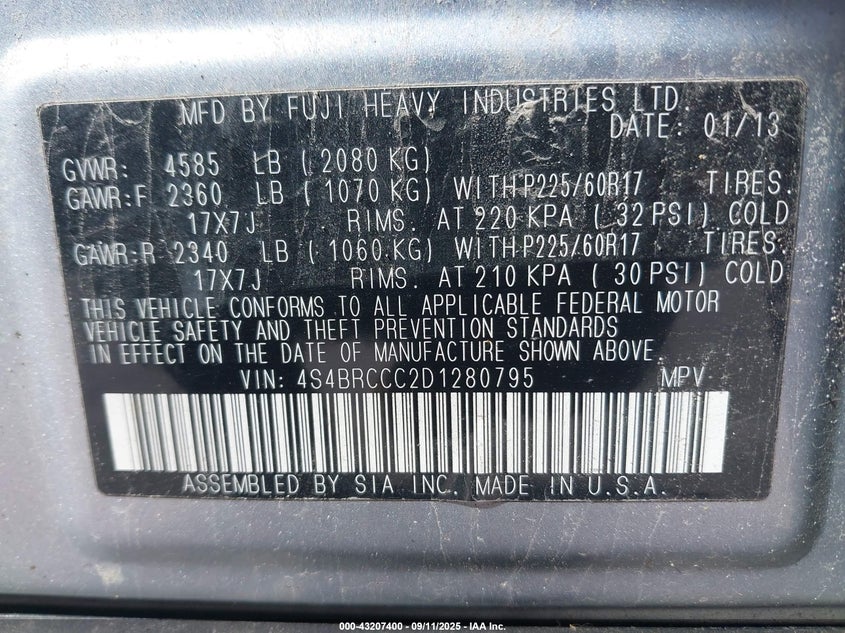 MFD BY FUJI HEAVY INDUSTRIES LTD.
DATE: 01/13
GVWR: 4585 LB (2080 KG)
GAWR:F 2360 LB (1070 KG) WITH P225/60R17 TIRES.
17X7J RIMS. AT 220 KPA (32 PSI) COLD
GAWR:R 2340 LB (1060 KG) WITH P225/60R17 TIRES.
17X7J RIMS. AT 210 KPA (30 PSI) COLD
THIS VEHICLE CONFORMS TO ALL APPLICABLE FEDERAL MOTOR
VEHICLE SAFETY AND THEFT PREVENTION STANDARDS
IN EFFECT ON THE DATE OF MANUFACTURE SHOWN ABOVE.
VIN: 4S4BRCCC2D1280795 MPV
ASSEMBLED BY SIA INC. MADE IN U.S.A.
000-43207400 - 09/11/2025 - IAA Inc.